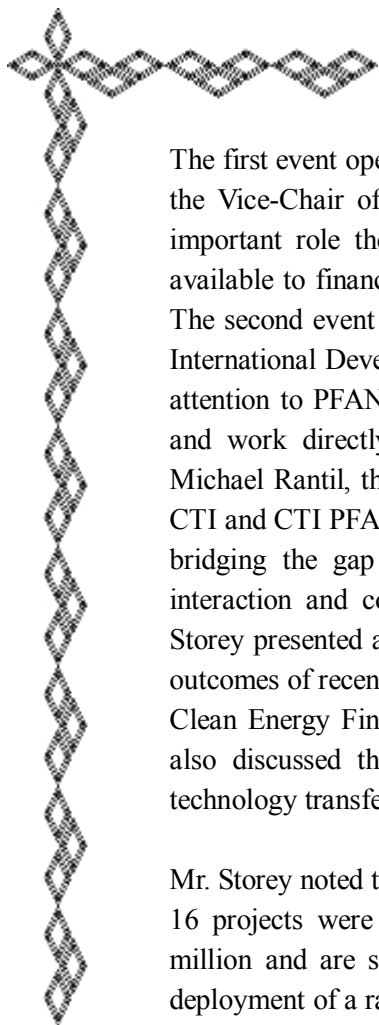 The first event ope
the Vice-Chair of
important role the
available to financ
The second event
International Deve
attention to PFAN
and work directly
Michael Rantil, th
CTI and CTI PFA
bridging the gap
interaction and co
Storey presented a
outcomes of recen
Clean Energy Fin
also discussed th
technology transfe
Mr. Storey noted t
16 projects were
million and are s
deployment of a ra